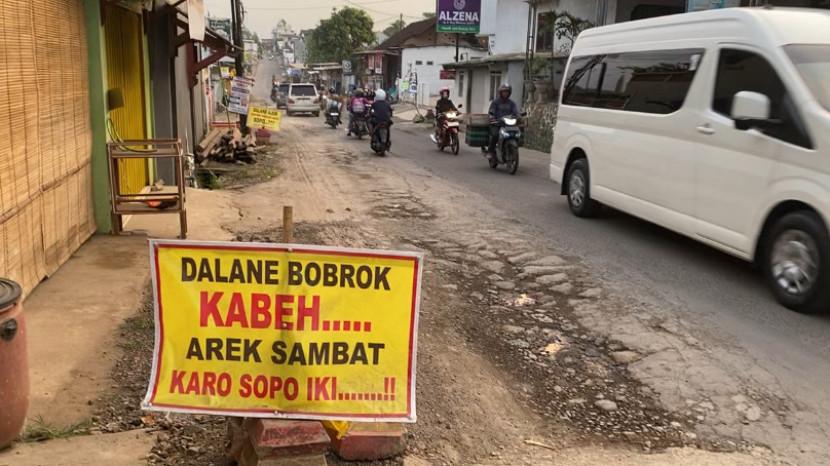 ALZENA
DALANE BOBROK
KABEH.....
AREK SAMBAT
KARO SOPO IKI.........!!